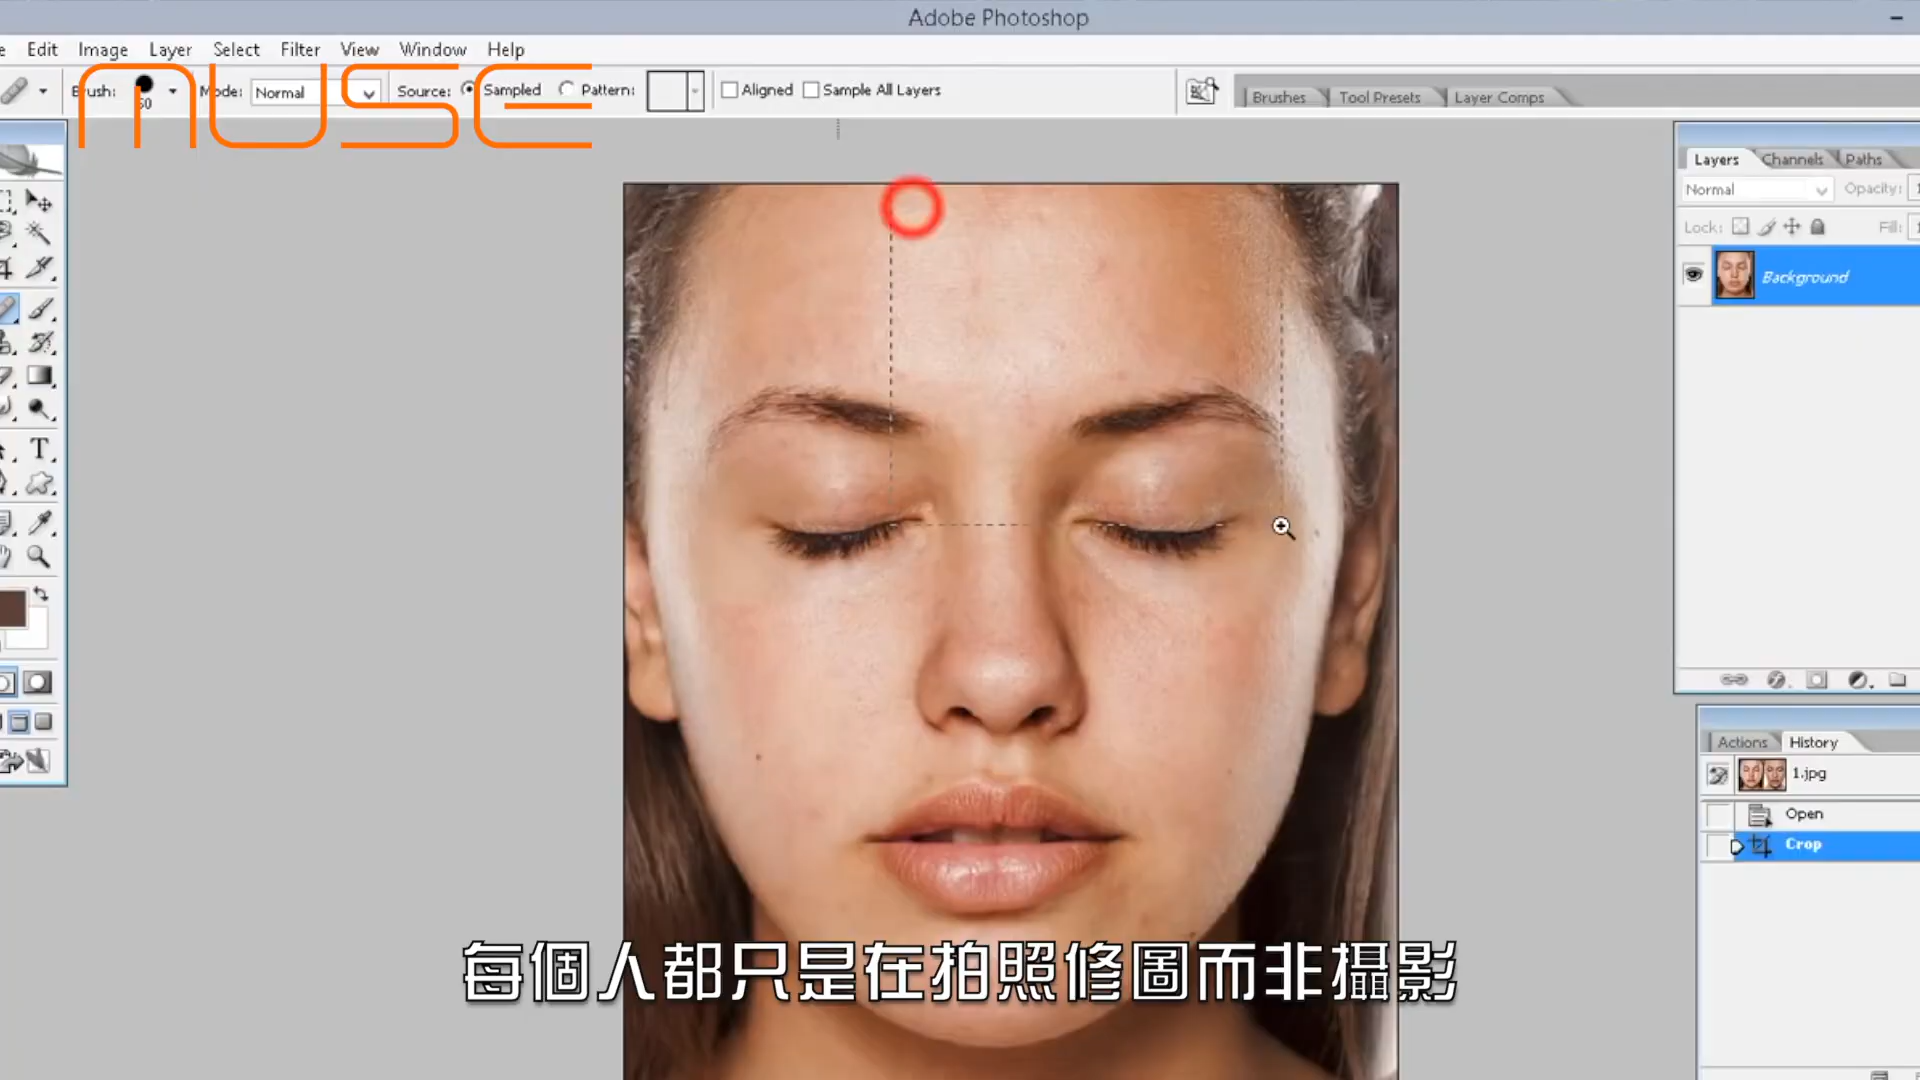 Adobe Photoshop
Edit Image Layer Select Filter View Window Help
MUSE
Brush: 50 Mode: Normal Source: Sampled Pattern: Aligned Sample All Layers
Brushes Tool Presets Layer Comps
Layers Channels Paths
Normal Opacity:
Lock: Fill:
Background
T
Actions History
1.jpg
Open
Crop
每個人都只是在拍照修圖而非攝影